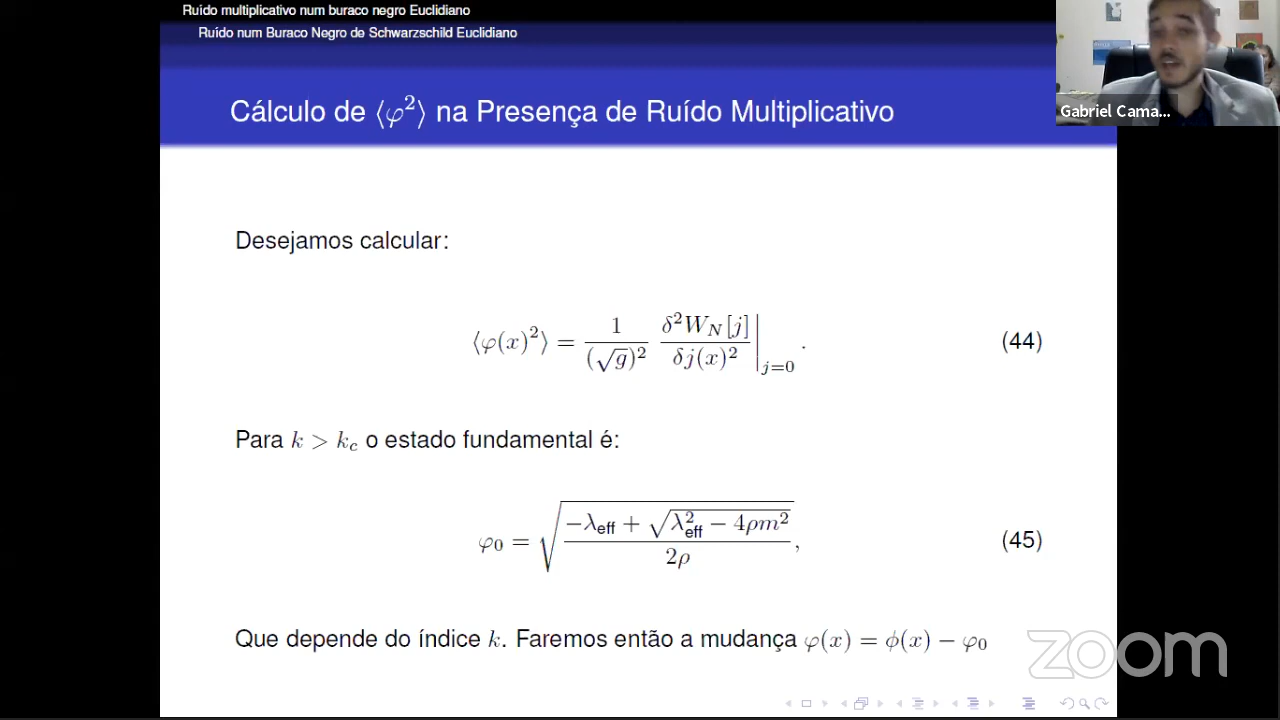 Ruído multiplicativo num buraco negro Euclidiano
Ruído num Buraco Negro de Schwarzschild Euclidiano
Cálculo de ⟨φ²⟩ na Presença de Ruído Multiplicativo
Gabriel Cama...
Desejamos calcular:
⟨φ(x)²⟩ = 1/(√g)² δ²W_N[j]/δj(x)² |_{j=0} . (44)
Para k > k_c o estado fundamental é:
φ₀ = √((−λ_eff + √(λ²_eff − 4ρm²))/2ρ), (45)
Que depende do índice k. Faremos então a mudança φ(x) = ϕ(x) − φ₀
zoom